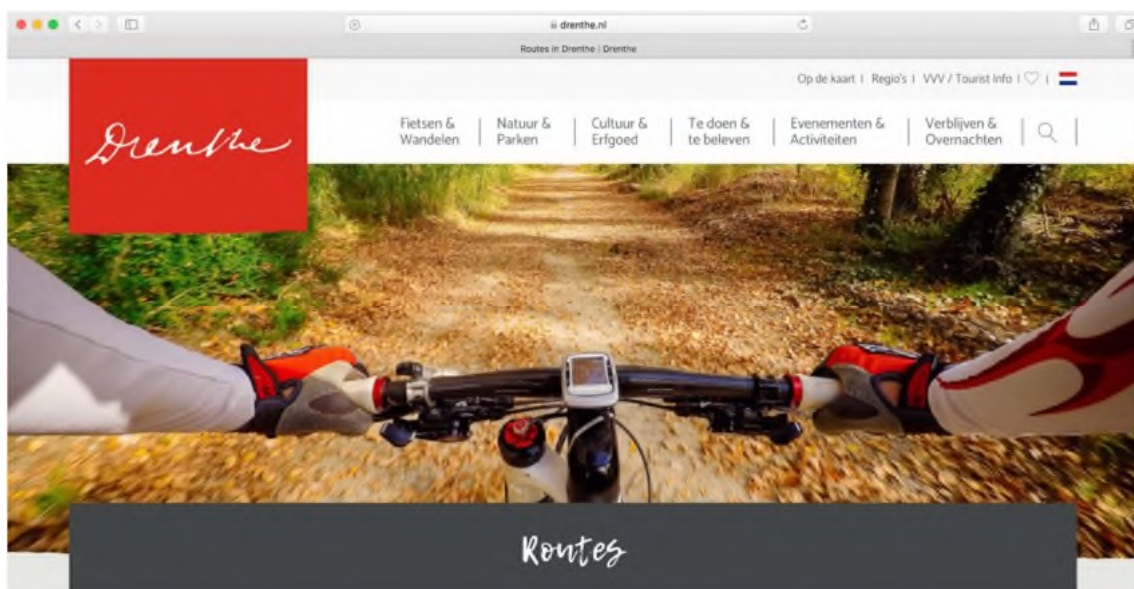 drenthe.nl
Routes in Drenthe | Drenthe
Op de kaart | Regio's | VVV / Tourist Info |
Drenthe
Fietsen & Wandelen
Natuur & Parken
Cultuur & Erfgoed
Te doen & te beleven
Evenementen & Activiteiten
Verblijven & Overnachten
Routes